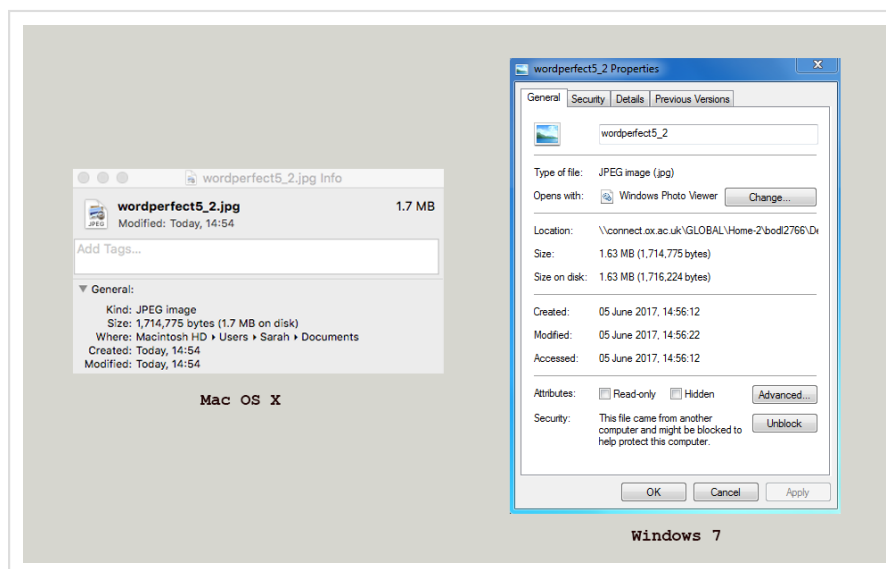 wordperfect5_2.jpg Info
wordperfect5_2.jpg 1.7 MB
JPEG Modified: Today, 14:54
Add Tags...
General:
Kind: JPEG image
Size: 1,714,775 bytes (1.7 MB on disk)
Where: Macintosh HD ▸ Users ▸ Sarah ▸ Documents
Created: Today, 14:54
Modified: Today, 14:54
Mac OS X
wordperfect5_2 Properties X
General Security Details Previous Versions
wordperfect5_2
Type of file: JPEG image (.jpg)
Opens with: Windows Photo Viewer Change...
Location: \\connect.ox.ac.uk\GLOBAL\Home-2\bodl2766\De
Size: 1.63 MB (1,714,775 bytes)
Size on disk: 1.63 MB (1,716,224 bytes)
Created: 05 June 2017, 14:56:12
Modified: 05 June 2017, 14:56:22
Accessed: 05 June 2017, 14:56:12
Attributes: Read-only Hidden Advanced...
Security: This file came from another
computer and might be blocked to
help protect this computer.
Unblock
OK Cancel Apply
Windows 7